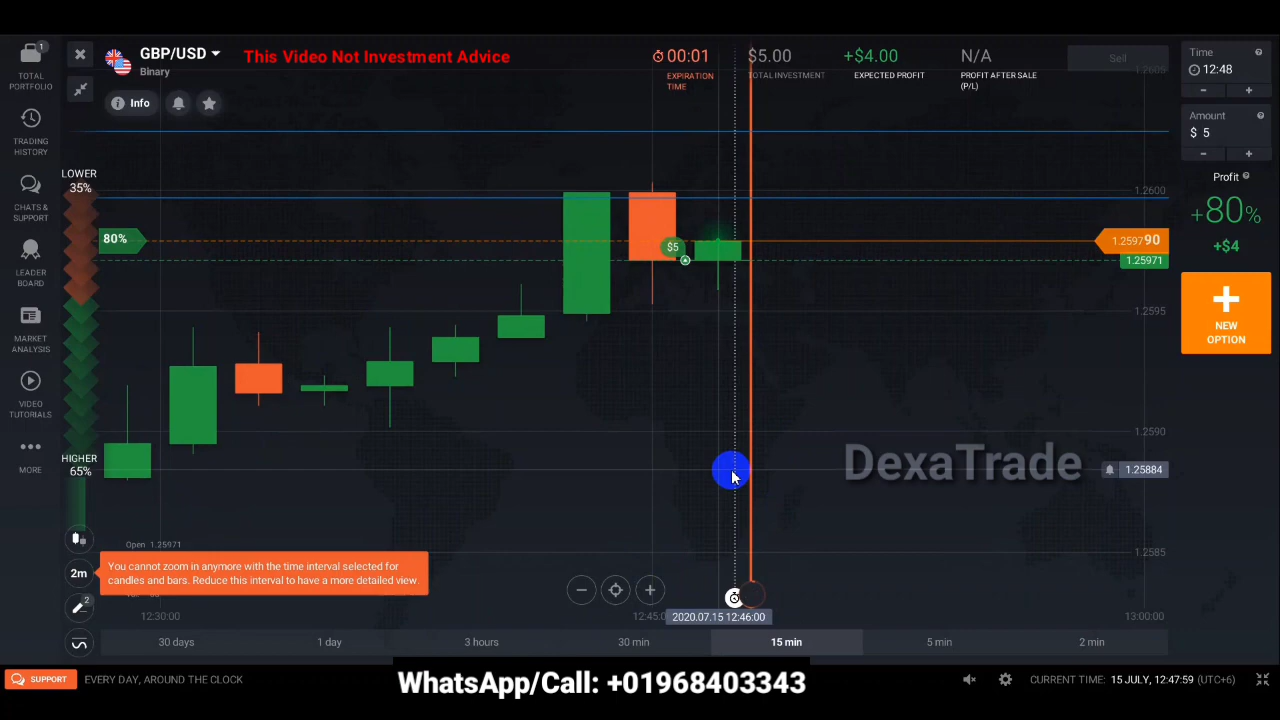 1
TOTAL
PORTFOLIO
TRADING
HISTORY
CHATS &
SUPPORT
LEADER
BOARD
MARKET
ANALYSIS
VIDEO
TUTORIALS
MORE
GBP/USD
Binary
Info
This Video Not Investment Advice
00:01
EXPIRATION
TIME
$5.00
TOTAL INVESTMENT
+$4.00
EXPECTED PROFIT
N/A
PROFIT AFTER SALE
(P/L)
Sell
Time
12:48
Amount
$ 5
Profit
+80%
+$4
NEW
OPTION
LOWER
35%
80%
HIGHER
65%
$5
1.2605
1.2600
1.259790
1.25971
1.2595
1.2590
1.25884
1.2585
DexaTrade
Open 1.25971
2m
You cannot zoom in anymore with the time interval selected for
candles and bars. Reduce this interval to have a more detailed view.
2
12:30:00
12:45:0
2020.07.15 12:46:00
13:00:00
30 days
1 day
3 hours
30 min
15 min
5 min
2 min
SUPPORT
EVERY DAY, AROUND THE CLOCK
WhatsApp/Call: +01968403343
CURRENT TIME: 15 JULY, 12:47:59 (UTC+6)